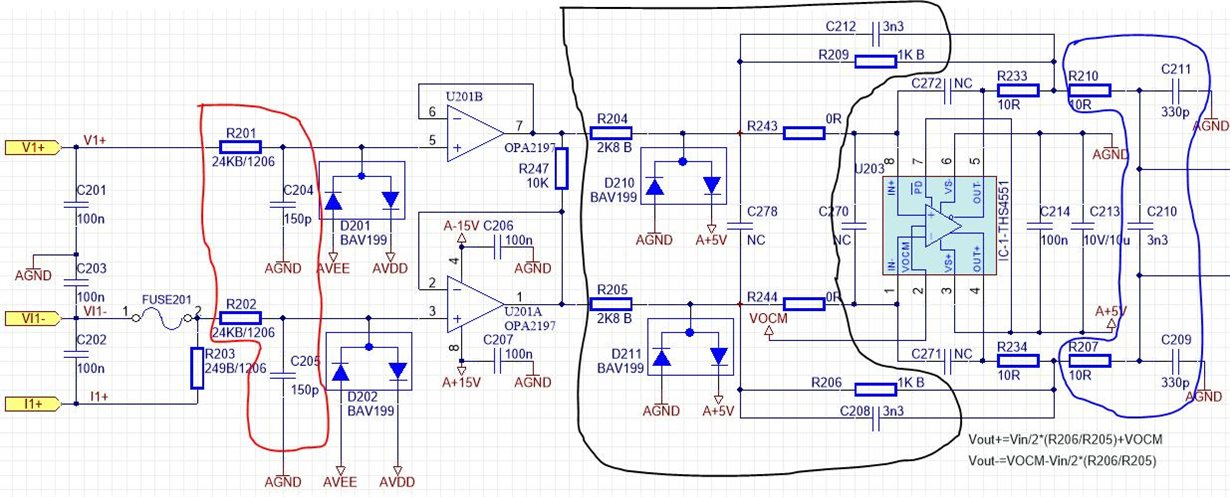 C212 3n3
R209 1K B
C272 NC
R233
10R
R210
10R
C211
330p
AGND
V1+
V1+
R201
24KB/1206
C201
100n
C204
150p
D201
BAV199
AGND
AVEE
AVDD
U201B
6
5
7
OPA2197
R247
10K
R204
2K8 B
D210
BAV199
AGND
A+5V
R243
0R
C278
NC
C270
NC
U203
8
7
6
5
IN+
PD
VS-
OUT-
IN-
VOCM
VS+
OUT+
1
2
3
4
IC-1-THS4551
AGND
C214
100n
C213
10V/10u
C210
3n3
A-15V
C206
100n
AGND
AGND
C203
100n
VI1-
VI1-
1
FUSE201
2
R202
24KB/1206
R203
249B/1206
C202
100n
I1+
I1+
C205
150p
D202
BAV199
AGND
AVEE
AVDD
4
2
3
1
8
U201A
OPA2197
C207
100n
AGND
A+15V
R205
2K8 B
D211
BAV199
AGND
A+5V
R244
0R
VOCM
C271 NC
R234
10R
A+5V
R207
10R
C209
330p
AGND
R206 1K B
C208 3n3
Vout+=Vin/2*(R206/R205)+VOCM
Vout-=VOCM-Vin/2*(R206/R205)